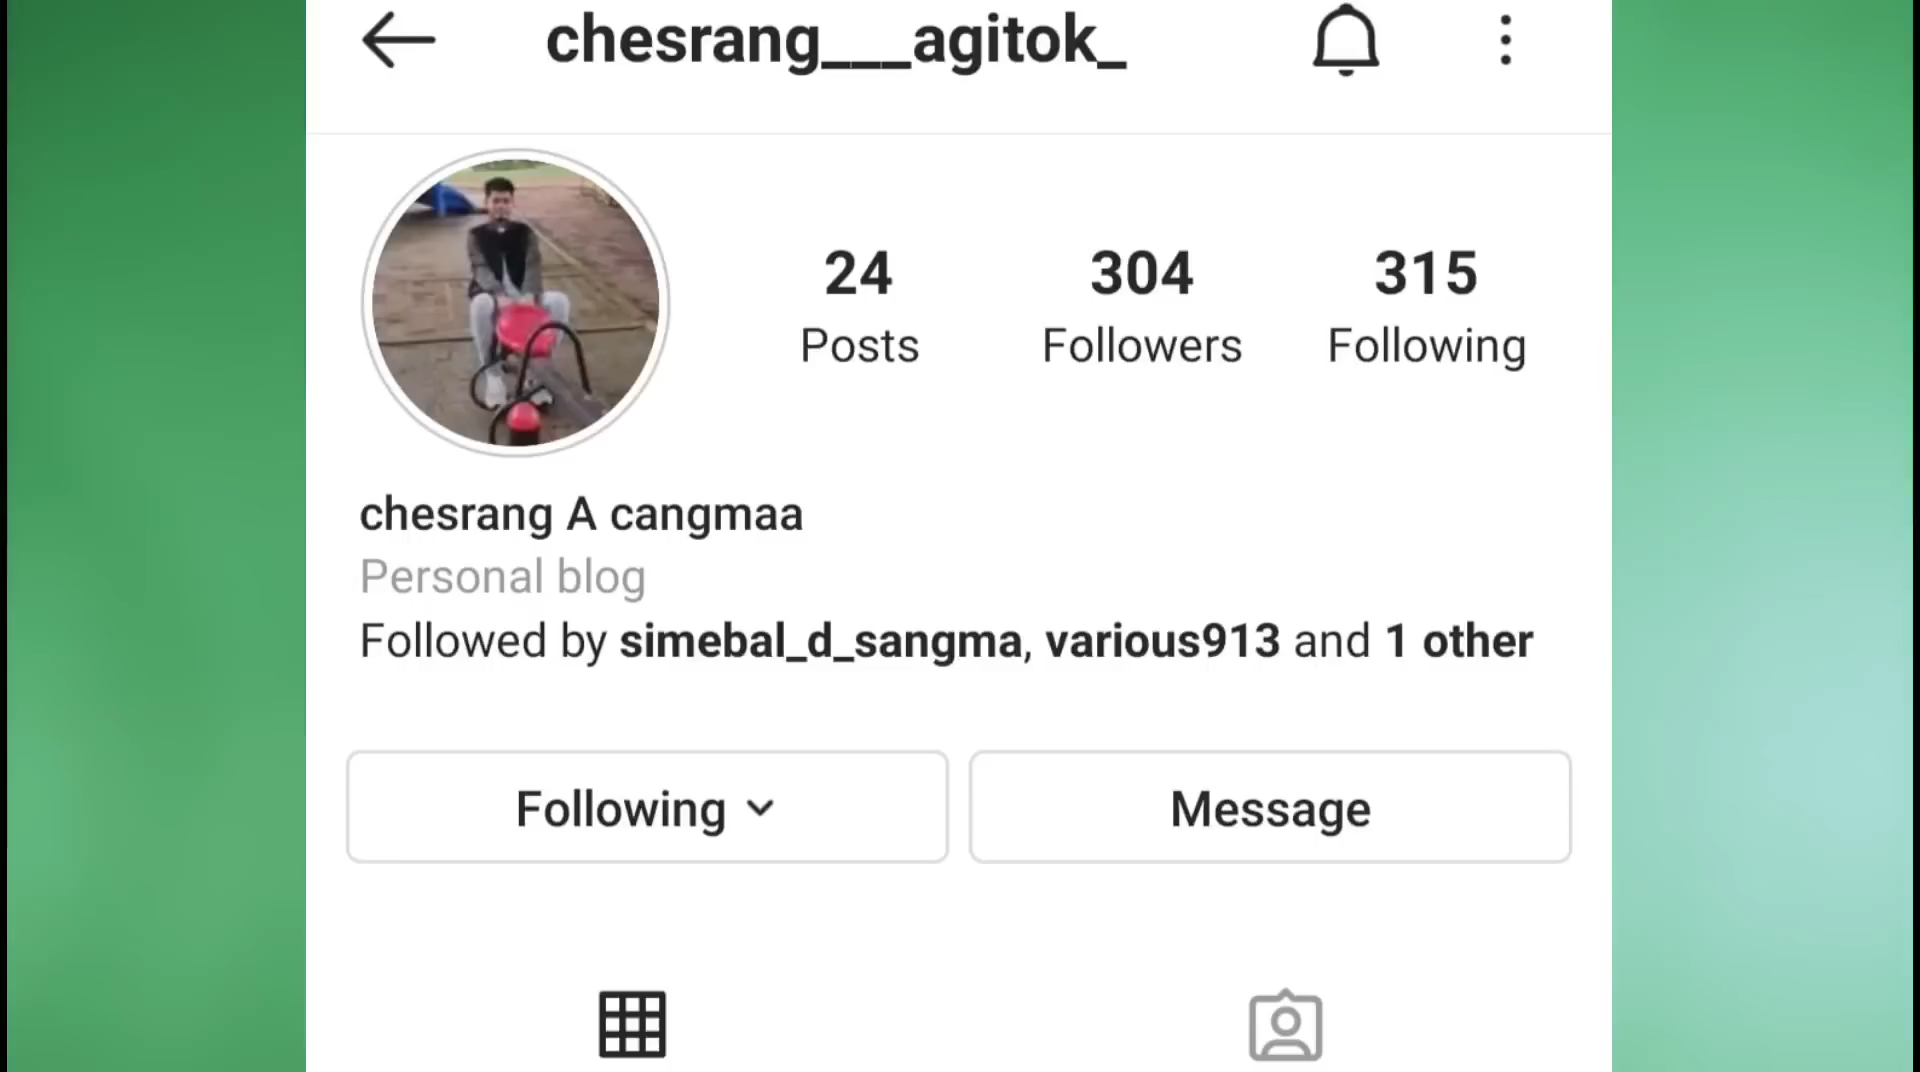 chesrang___agitok_
24
304
315
Posts
Followers
Following
chesrang A cangmaa
Personal blog
Followed by simebal_d_sangma, various913 and 1 other
Following
Message